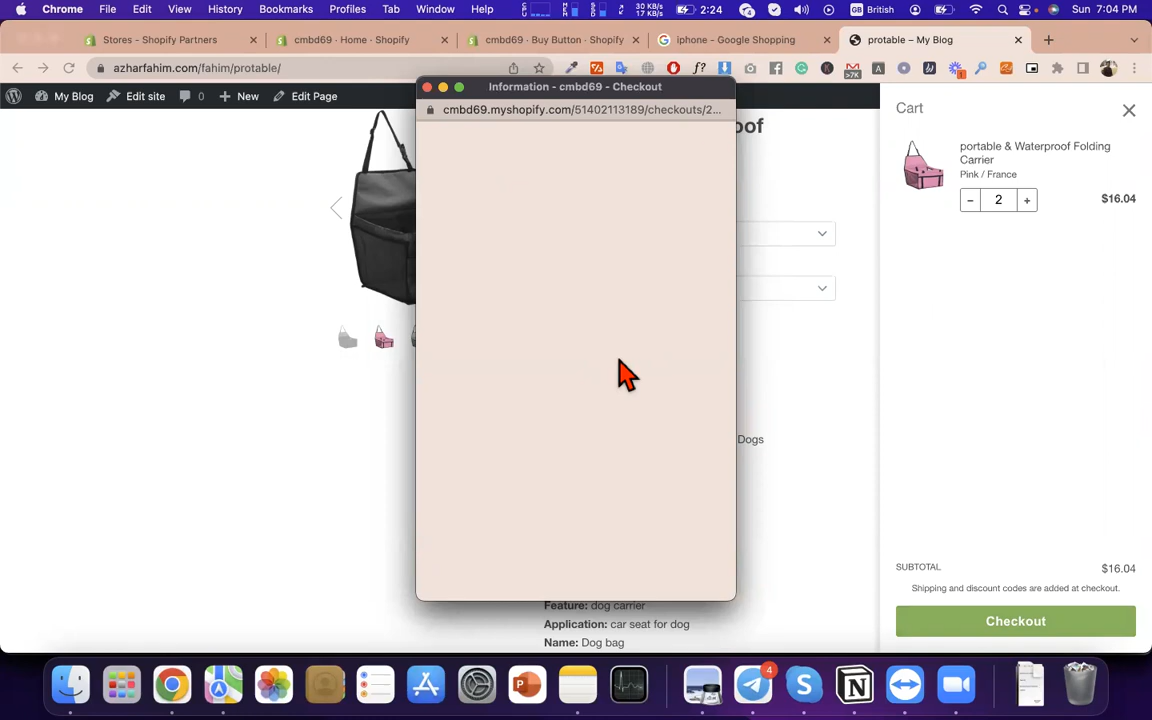 Chrome File Edit View History Bookmarks Profiles Tab Window Help 30 KB/s 17 KB/s 2:24 British Sun 7:04 PM
Stores - Shopify Partners
cmbd69 · Home · Shopify
cmbd69 · Buy Button · Shopify
iphone – Google Shopping
protable – My Blog
azharfahim.com/fahim/protable/
My Blog Edit site 0 New Edit Page
Information - cmbd69 - Checkout
cmbd69.myshopify.com/51402113189/checkouts/2...
oof
Dogs
Feature: dog carrier
Application: car seat for dog
Name: Dog bag
Cart
portable & Waterproof Folding
Carrier
Pink / France
− 2 + $16.04
SUBTOTAL $16.04
Shipping and discount codes are added at checkout.
Checkout
4